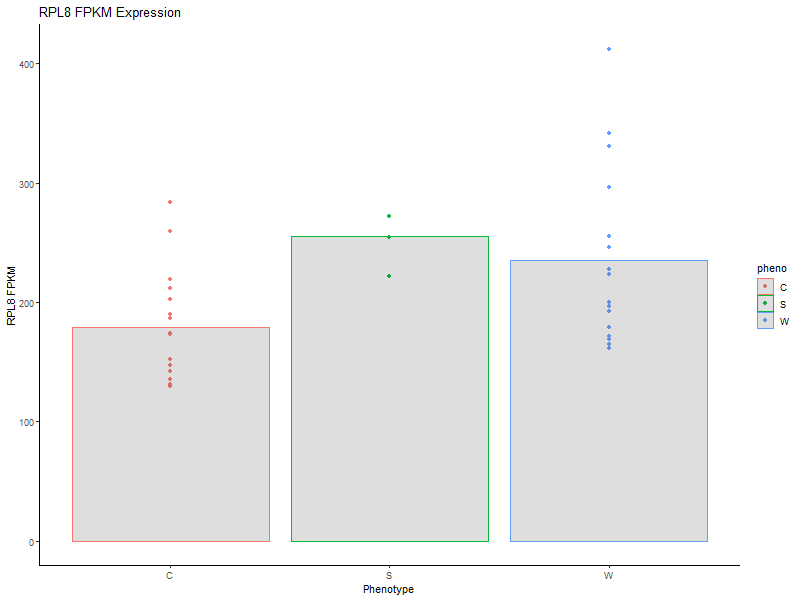 RPL8 FPKM Expression
400
300
200
100
0
RPL8 FPKM
C
S
W
Phenotype
pheno
C
S
W